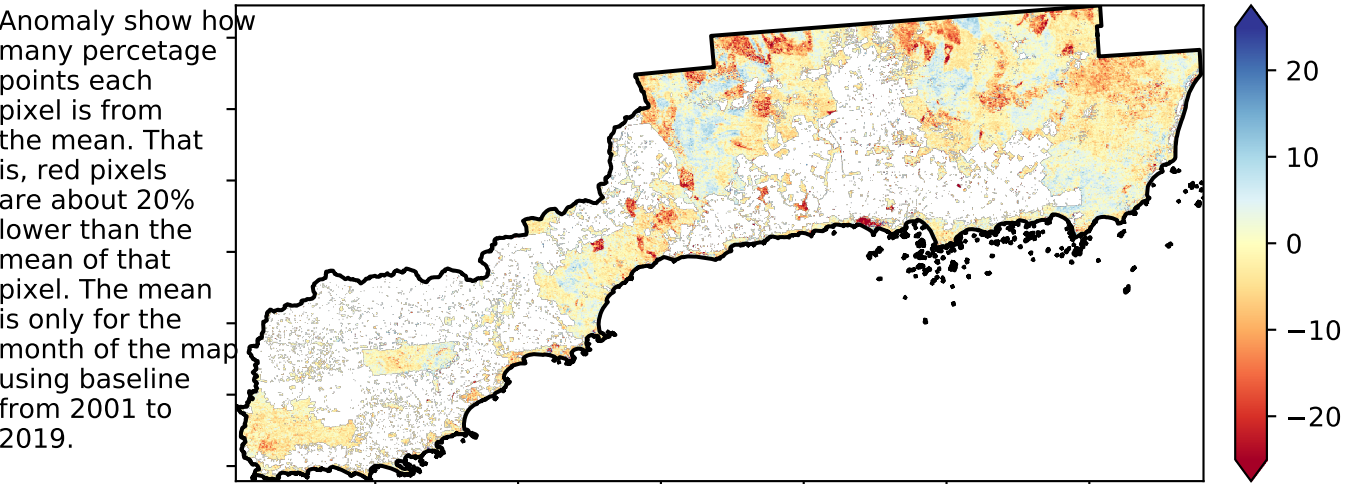 Anomaly show how
many percetage
points each
pixel is from
the mean. That
is, red pixels
are about 20%
lower than the
mean of that
pixel. The mean
is only for the
month of the map
using baseline
from 2001 to
2019.
20
10
0
−10
−20